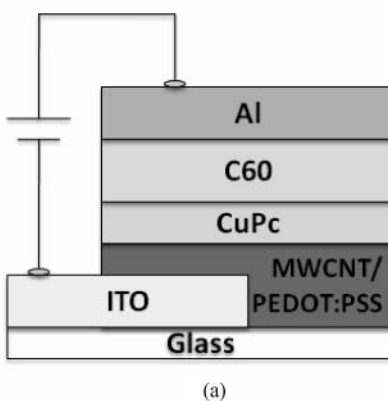 Al
C60
CuPc
MWCNT/
PEDOT:PSS
ITO
Glass
(a)